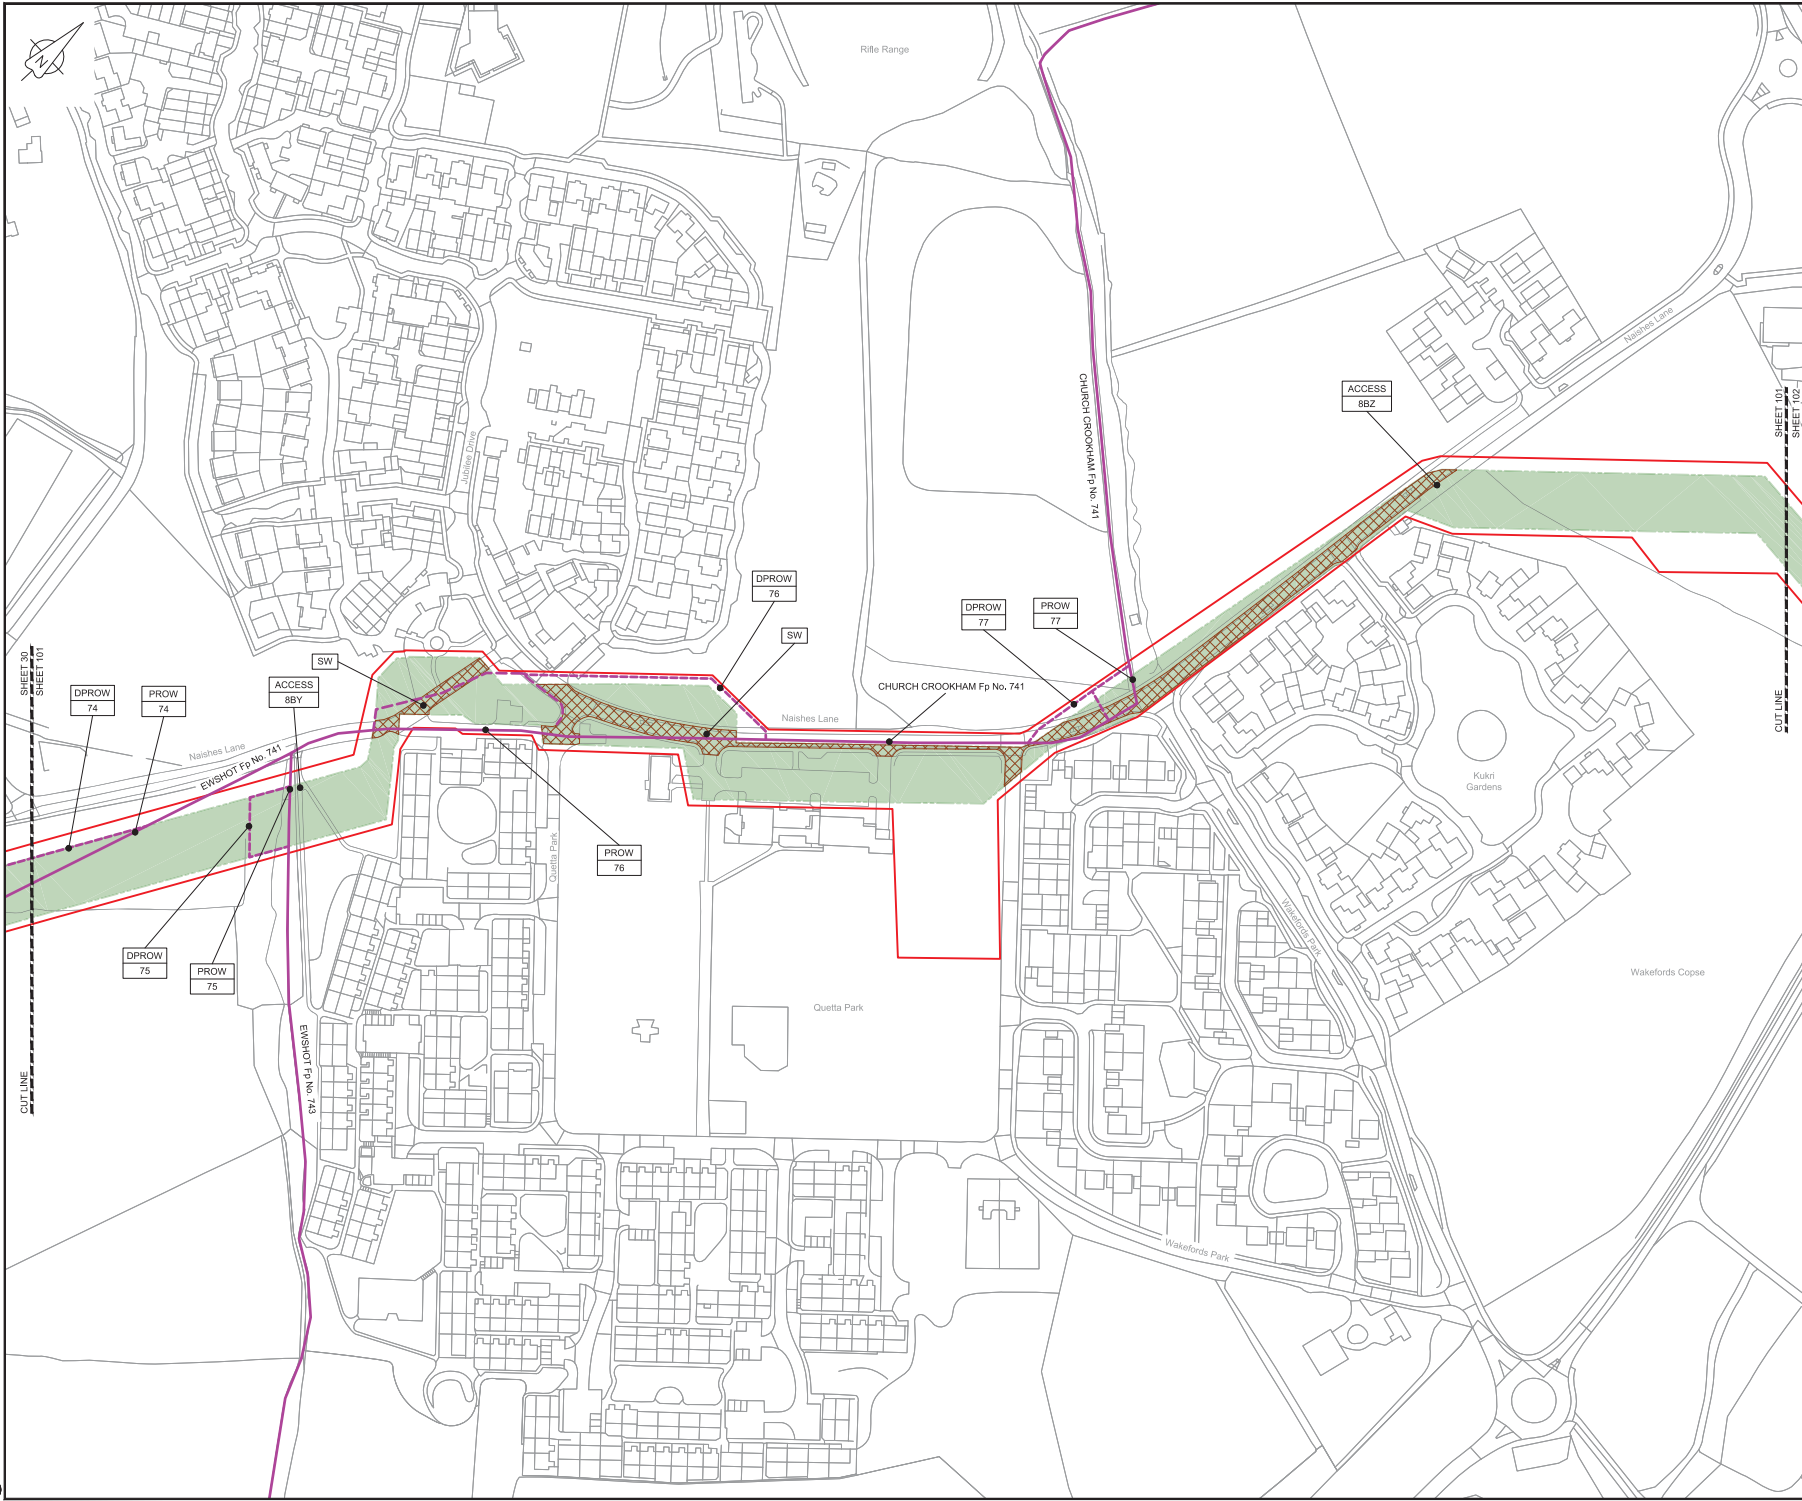 N
Rifle Range
Naishes Lane
ACCESS
8BZ
SHEET 101
SHEET 102
CUT LINE
CHURCH CROOKHAM Fp No. 741
Jubilee Drive
DPROW
76
SW
DPROW
77
PROW
77
SHEET 30
SHEET 101
CUT LINE
SW
ACCESS
8BY
DPROW
74
PROW
74
CHURCH CROOKHAM Fp No. 741
Naishes Lane
Naishes Lane
EWSHOT Fp No. 741
Kukri
Gardens
Quetta Park
PROW
76
DPROW
75
PROW
75
Wakefords Park
Wakefords Copse
Quetta Park
EWSHOT Fp No. 743
Wakefords Park